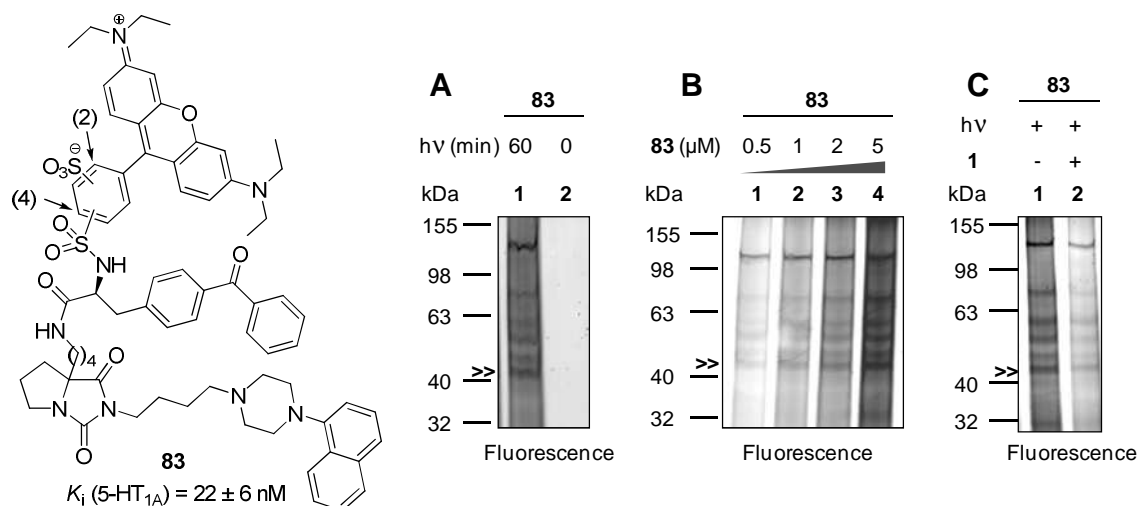 N⊕
(2)
O
O₃S⊖
N
(4)
O
S
O
NH
O
O
HN
( )₄
O
N
N
O
N
N
83
Kᵢ (5-HT₁A) = 22 ± 6 nM
A
83
hν (min) 60 0
kDa 1 2
155
98
63
>>
40
32
Fluorescence
B
83
83 (µM) 0.5 1 2 5
kDa 1 2 3 4
155
98
63
>>
40
32
Fluorescence
C
83
hν + +
1 - +
kDa 1 2
155
98
63
>>
40
32
Fluorescence